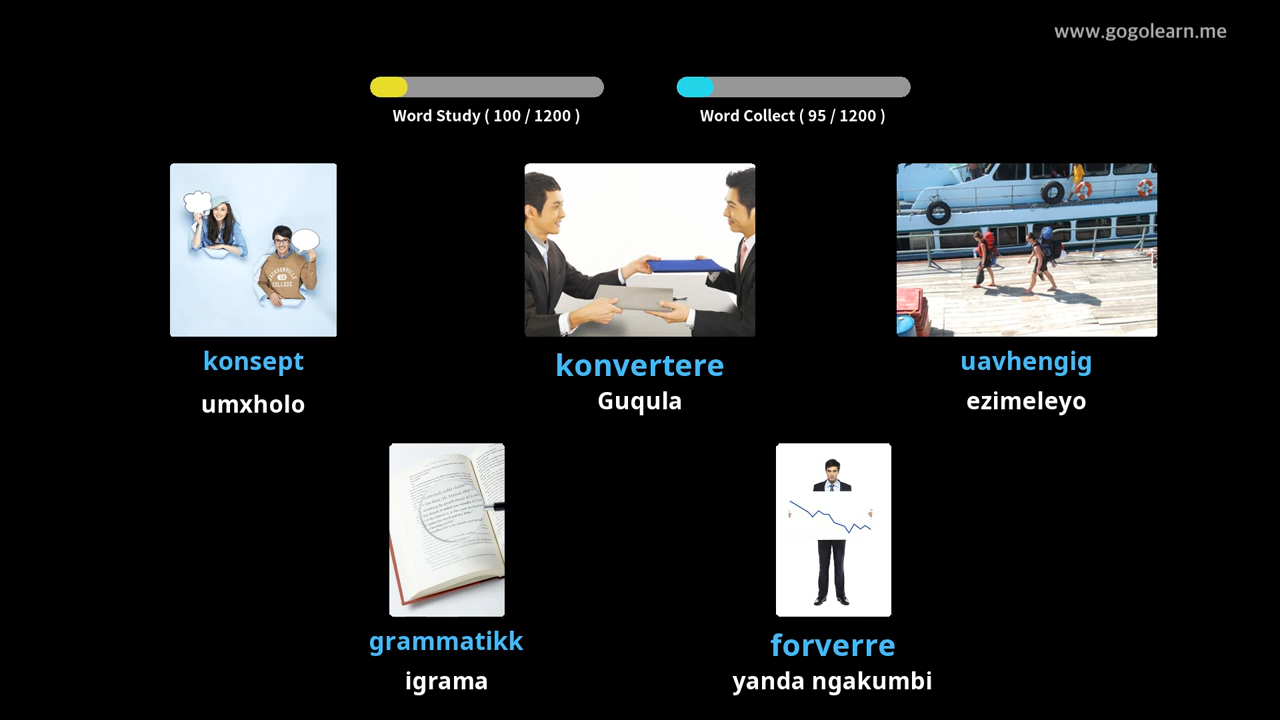 www.gogolearn.me
Word Study ( 100 / 1200 )
Word Collect ( 95 / 1200 )
konsept
konvertere
uavhengig
umxholo
Guqula
ezimeleyo
grammatikk
forverre
igrama
yanda ngakumbi